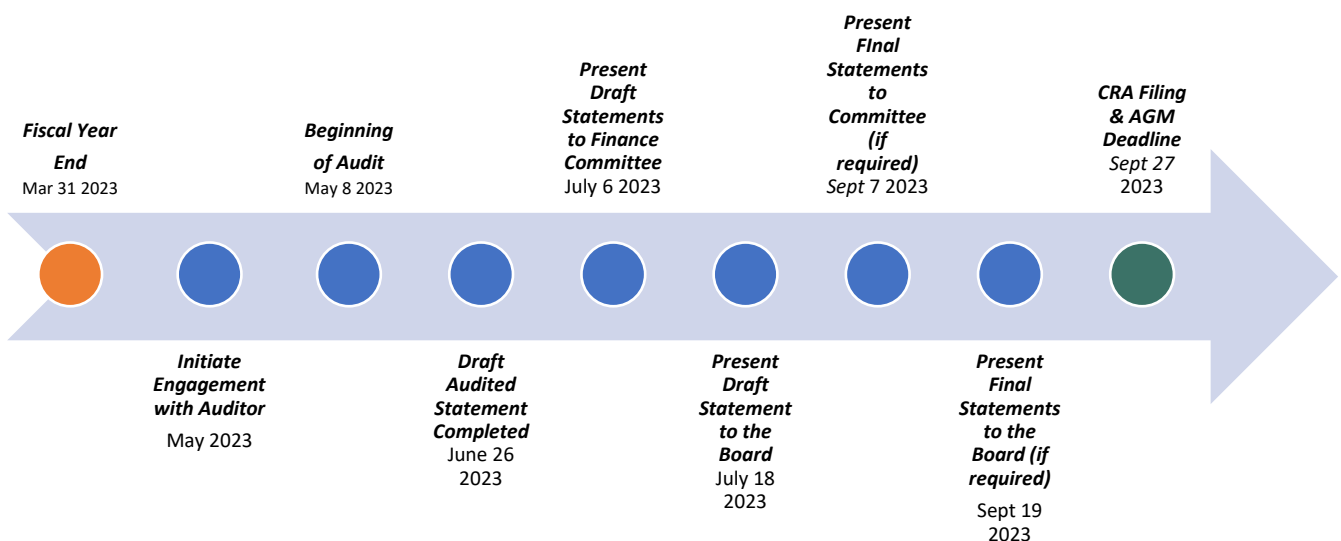 Fiscal Year
End
Mar 31 2023
Initiate
Engagement
with Auditor
May 2023
Beginning
of Audit
May 8 2023
Draft
Audited
Statement
Completed
June 26
2023
Present
Draft
Statements
to Finance
Committee
July 6 2023
Present
Draft
Statement
to the
Board
July 18
2023
Present
FInal
Statements
to
Committee
(if
required)
Sept 7 2023
Present
Final
Statements
to the
Board (if
required)
Sept 19
2023
CRA Filing
& AGM
Deadline
Sept 27
2023